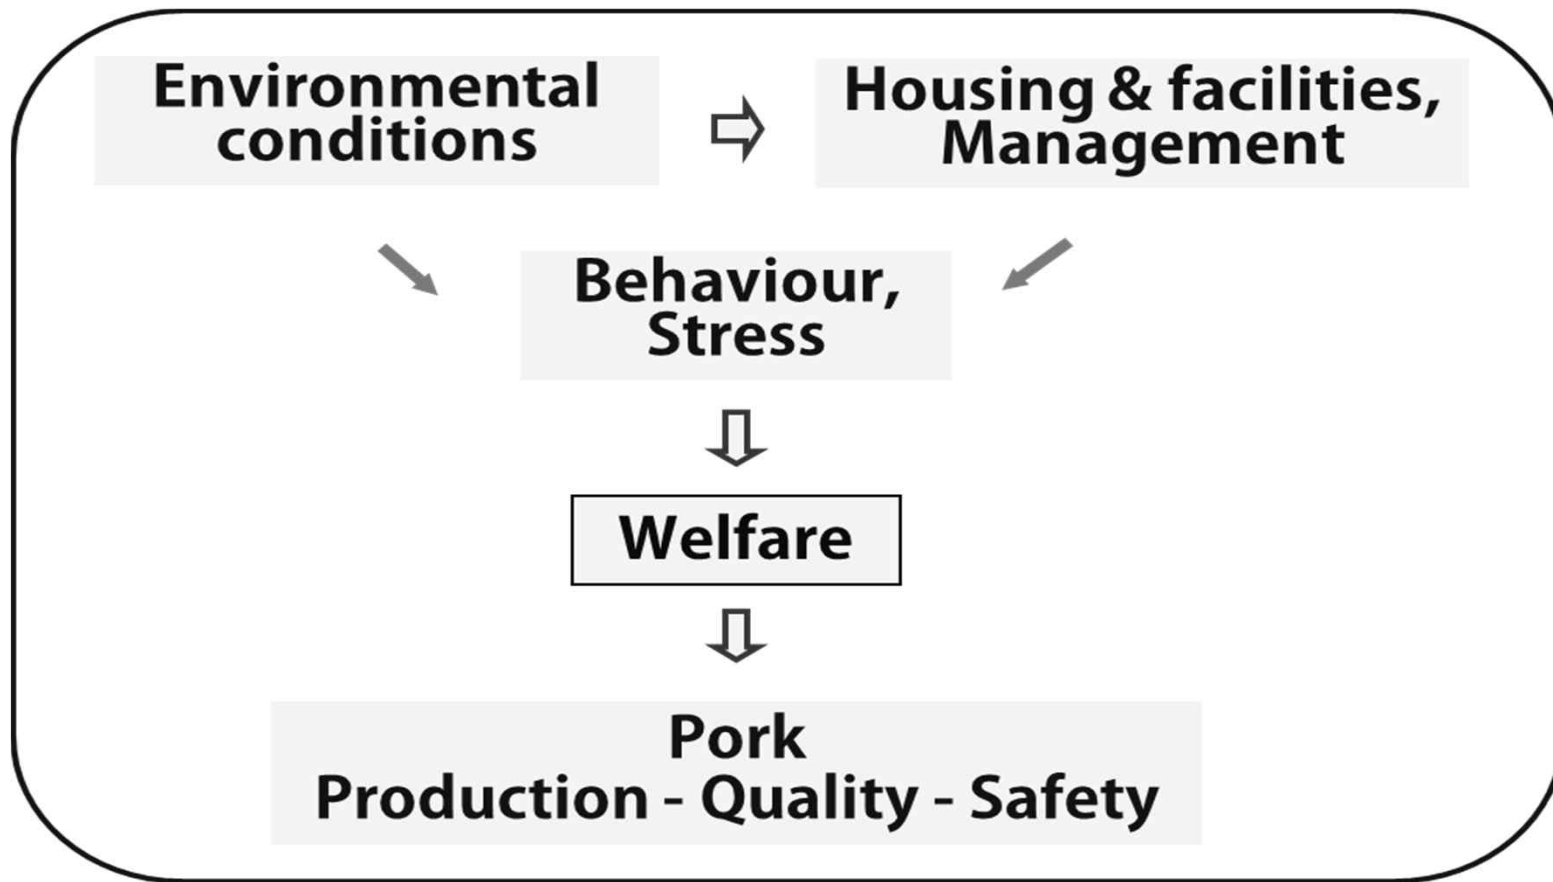 Environmental
conditions
Housing & facilities,
Management
Behaviour,
Stress
Welfare
Pork
Production - Quality - Safety